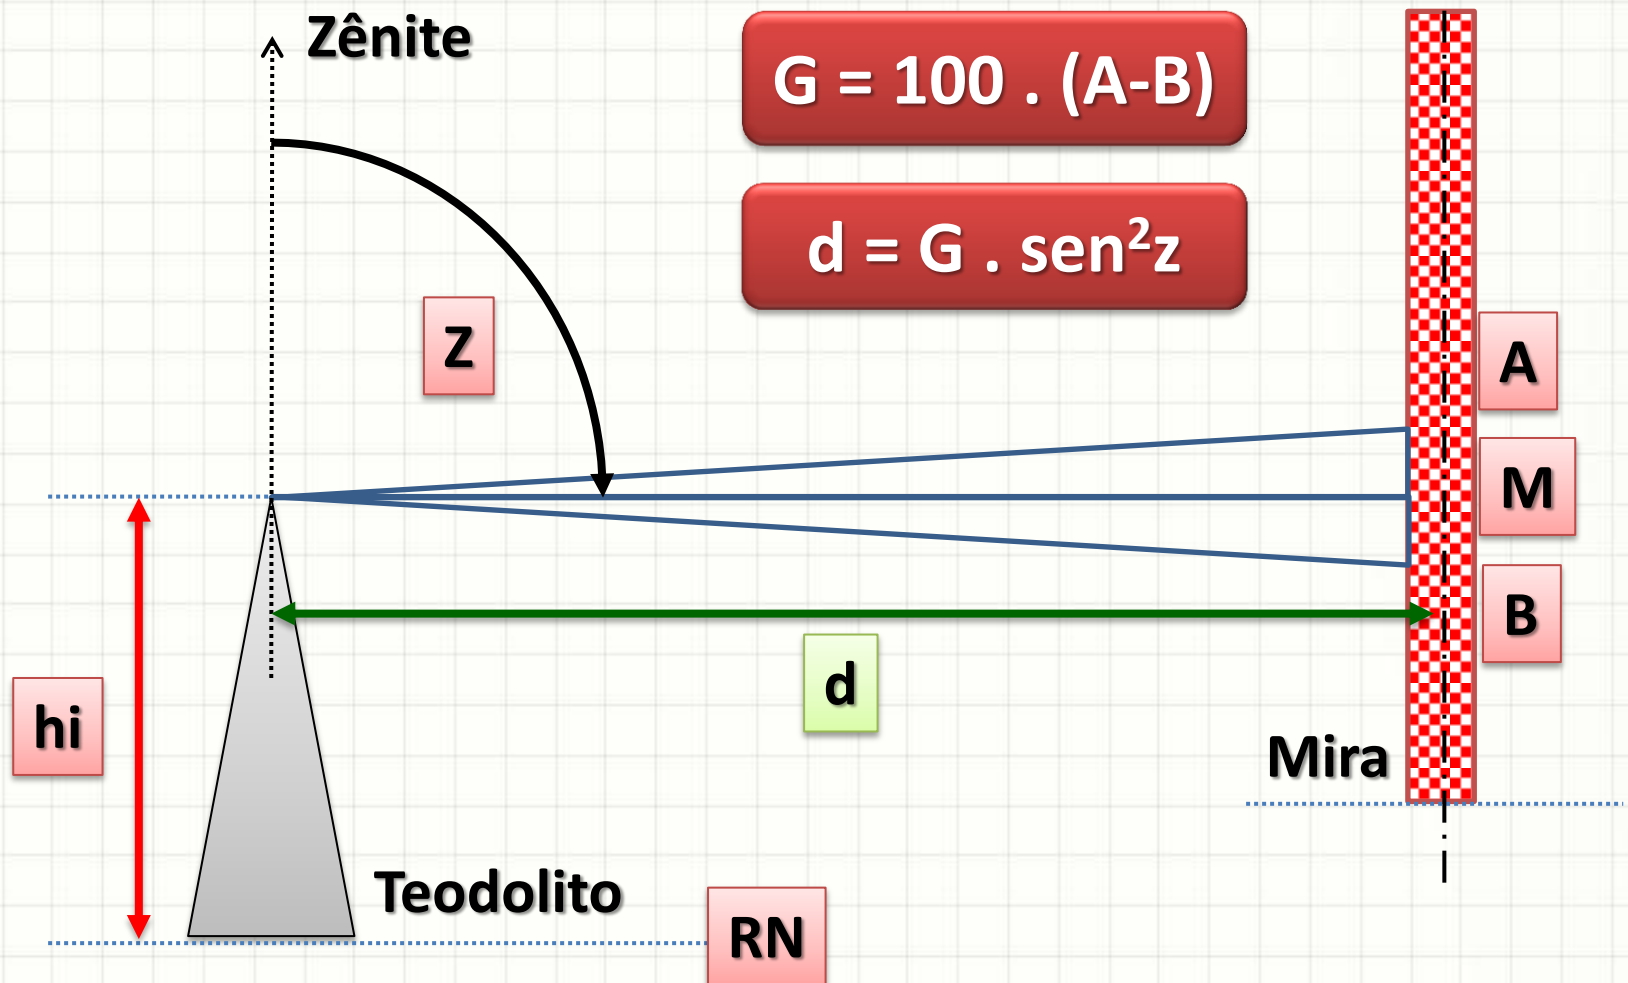 Zênite
G = 100 . (A-B)
d = G . sen²z
Z
A
M
B
d
hi
Mira
Teodolito
RN